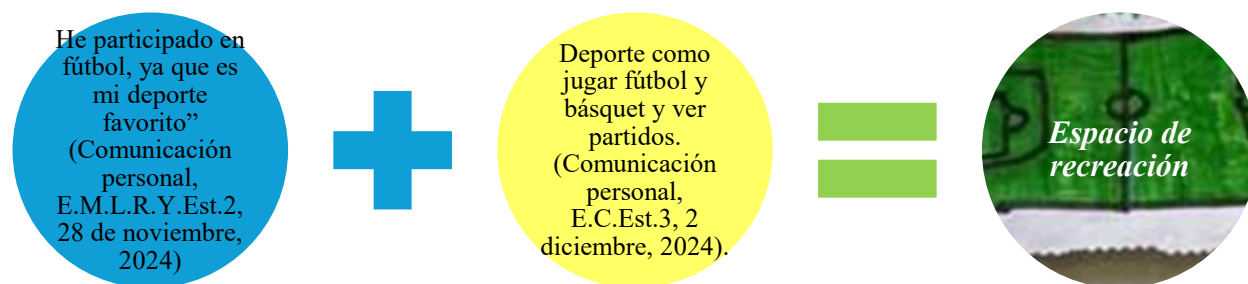 He participado en
fútbol, ya que es
mi deporte
favorito”
(Comunicación
personal,
E.M.L.R.Y.Est.2,
28 de noviembre,
2024)
Deporte como
jugar fútbol y
básquet y ver
partidos.
(Comunicación
personal,
E.C.Est.3, 2
diciembre, 2024).
Espacio de
recreación